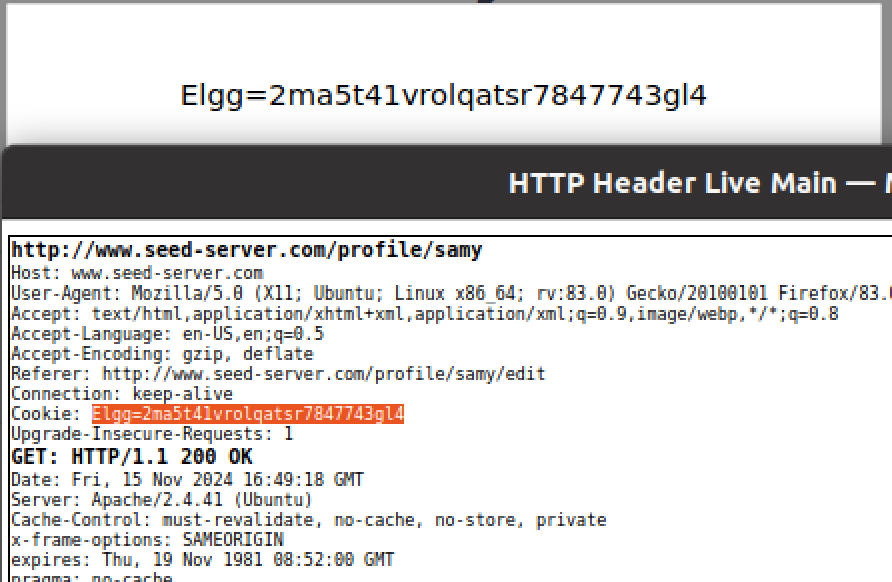 Elgg=2ma5t41vrolqatsr7847743gl4
HTTP Header Live Main —
http://www.seed-server.com/profile/samy
Host: www.seed-server.com
User-Agent: Mozilla/5.0 (X11; Ubuntu; Linux x86_64; rv:83.0) Gecko/20100101 Firefox/83.0
Accept: text/html,application/xhtml+xml,application/xml;q=0.9,image/webp,*/*;q=0.8
Accept-Language: en-US,en;q=0.5
Accept-Encoding: gzip, deflate
Referer: http://www.seed-server.com/profile/samy/edit
Connection: keep-alive
Cookie: Elgg=2ma5t41vrolqatsr7847743gl4
Upgrade-Insecure-Requests: 1
GET: HTTP/1.1 200 OK
Date: Fri, 15 Nov 2024 16:49:18 GMT
Server: Apache/2.4.41 (Ubuntu)
Cache-Control: must-revalidate, no-cache, no-store, private
x-frame-options: SAMEORIGIN
expires: Thu, 19 Nov 1981 08:52:00 GMT
pragma: no-cache